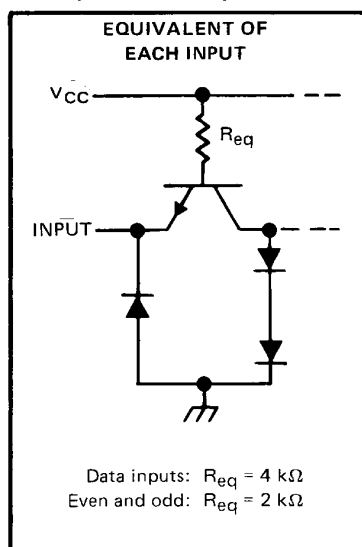 EQUIVALENT OF
EACH INPUT
VCC
Req
INPUT
Data inputs: Req = 4 kΩ
Even and odd: Req = 2 kΩ